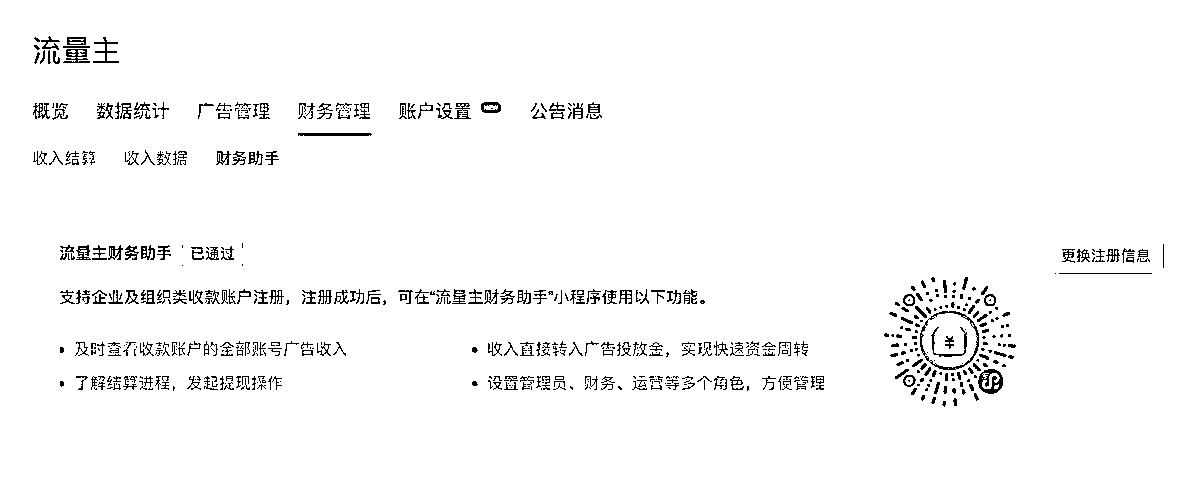 流量主
概览 数据统计 广告管理 财务管理 账户设置 公告消息
收入结算 收入数据 财务助手
流量主财务助手 已通过 更换注册信息
支持企业及组织类收款账户注册，注册成功后，可在“流量主财务助手”小程序使用以下功能。
• 及时查看收款账户的全部账号广告收入 • 收入直接转入广告投放金，实现快速资金周转
• 了解结算进程，发起提现操作 • 设置管理员、财务、运营等多个角色，方便管理
¥